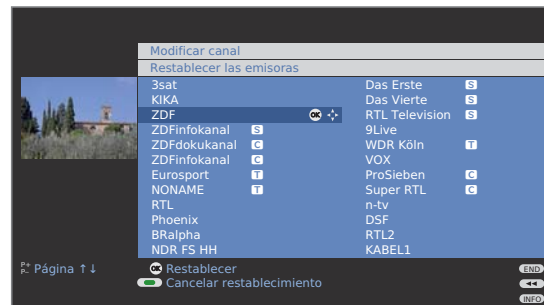 Modificar canal
Restablecer las emisoras
3sat Das Erste S
KIKA Das Vierte S
ZDF OK RTL Television S
ZDFinfokanal S 9Live
ZDFdokukanal C WDR Köln T
ZDFinfokanal C VOX
Eurosport T ProSieben C
NONAME T Super RTL C
RTL n-tv
Phoenix DSF
BRalpha RTL2
NDR FS HH KABEL1
P+ P- Página ↑↓ OK Restablecer END
Cancelar restablecimiento ◄◄
INFO